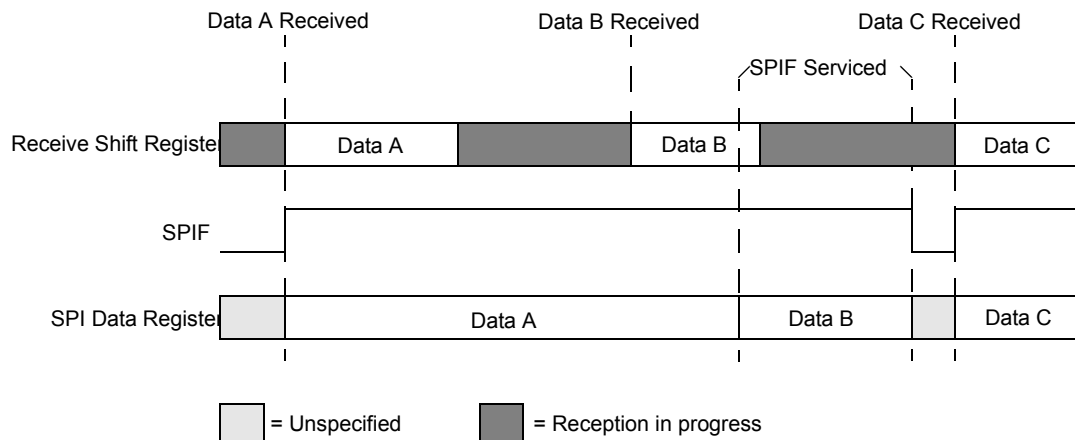 Data A Received
Data B Received
Data C Received
SPIF Serviced
Receive Shift Register
Data A
Data B
Data C
SPIF
SPI Data Register
Data A
Data B
Data C
= Unspecified
= Reception in progress